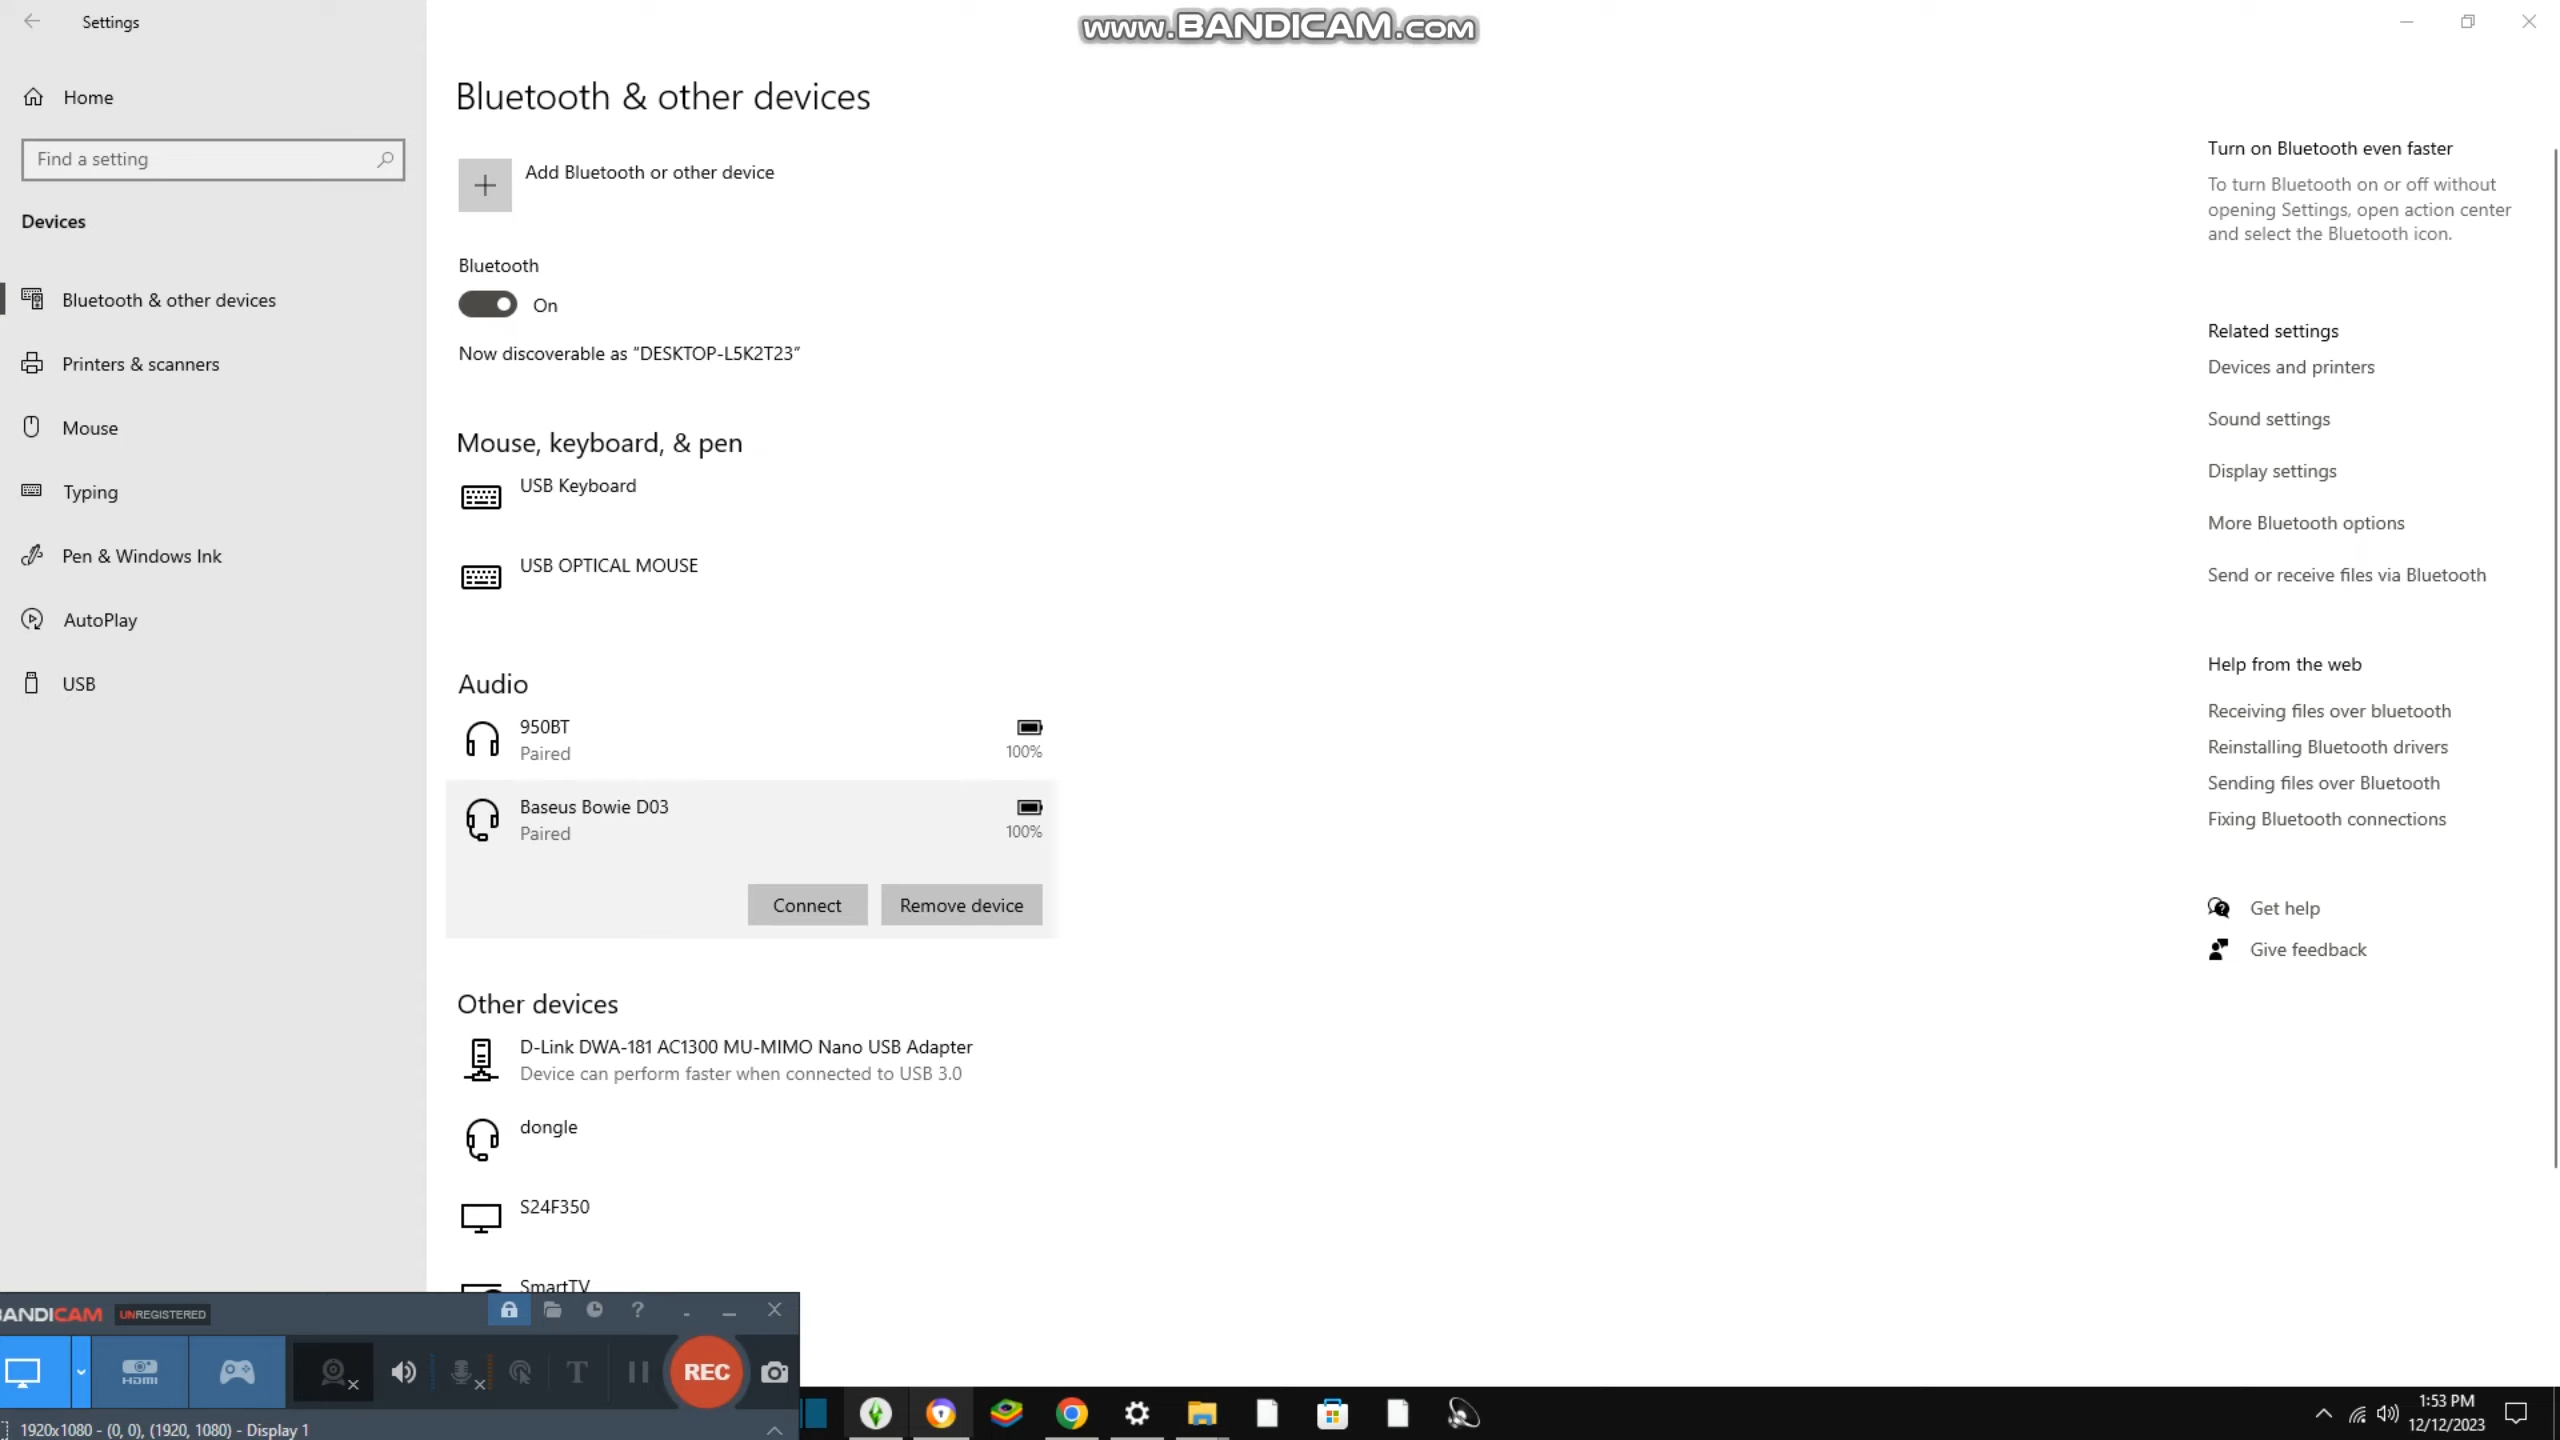 Settings
www.BANDICAM.com
Home
Find a setting
Devices
Bluetooth & other devices
Printers & scanners
Mouse
Typing
Pen & Windows Ink
AutoPlay
USB
Bluetooth & other devices
Add Bluetooth or other device
Bluetooth
On
Now discoverable as “DESKTOP-L5K2T23”
Mouse, keyboard, & pen
USB Keyboard
USB OPTICAL MOUSE
Audio
950BT
Paired
100%
Baseus Bowie D03
Paired
100%
Connect
Remove device
Other devices
D-Link DWA-181 AC1300 MU-MIMO Nano USB Adapter
Device can perform faster when connected to USB 3.0
dongle
S24F350
SmartTV
Turn on Bluetooth even faster
To turn Bluetooth on or off without
opening Settings, open action center
and select the Bluetooth icon.
Related settings
Devices and printers
Sound settings
Display settings
More Bluetooth options
Send or receive files via Bluetooth
Help from the web
Receiving files over bluetooth
Reinstalling Bluetooth drivers
Sending files over Bluetooth
Fixing Bluetooth connections
Get help
Give feedback
BANDICAM UNREGISTERED
HDMI
T
REC
1920x1080 - (0, 0), (1920, 1080) - Display 1
1:53 PM
12/12/2023